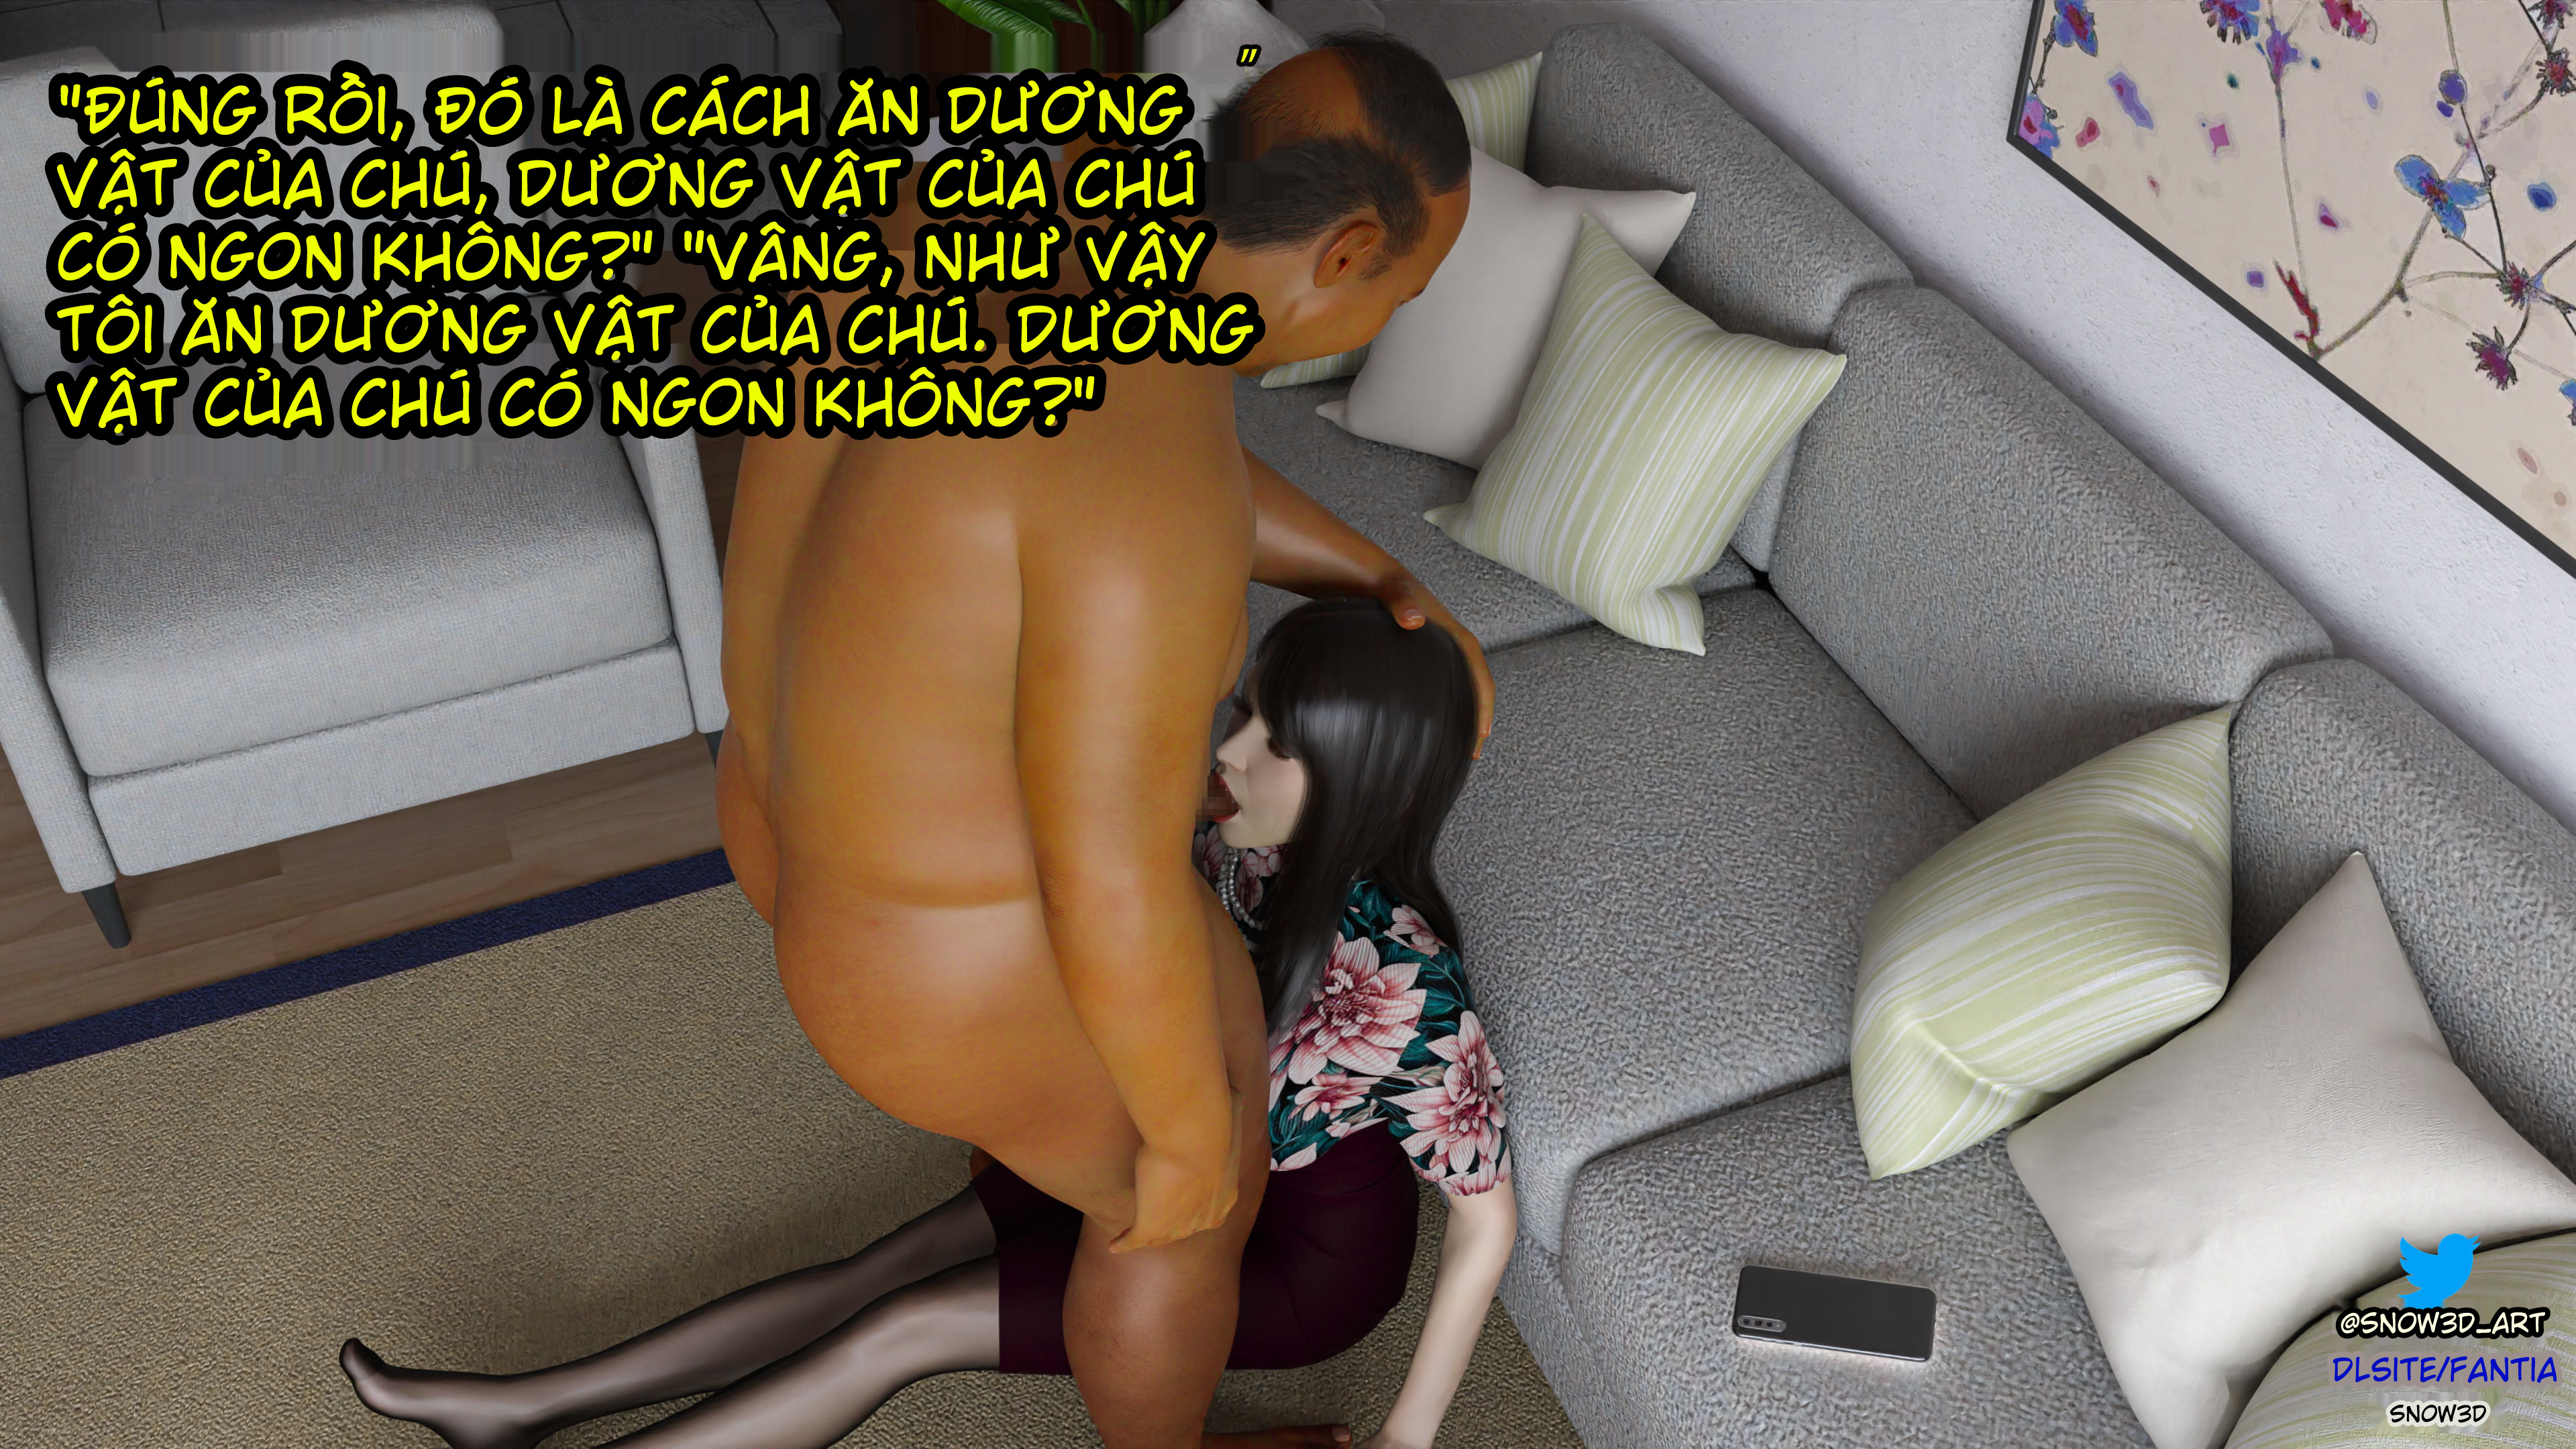 "
"ĐÚNG RỒI, ĐÓ LÀ CÁCH ĂN DƯƠNG
VẬT CỦA CHÚ, DƯƠNG VẬT CỦA CHÚ
CÓ NGON KHÔNG?" "VÂNG, NHƯ VẬY
TÔI ĂN DƯƠNG VẬT CỦA CHÚ. DƯƠNG
VẬT CỦA CHÚ CÓ NGON KHÔNG?"
@SNOW3D_ART
DLSITE/FANTIA
SNOW3D